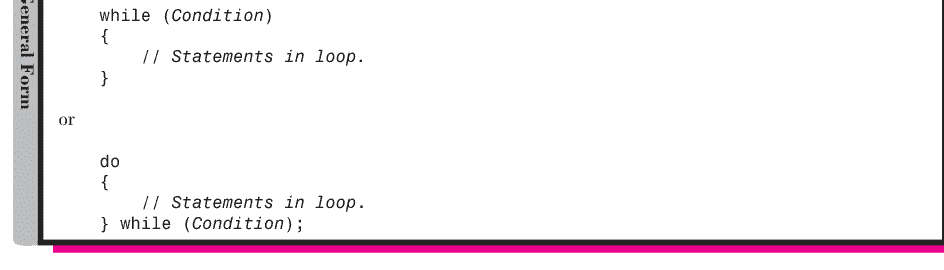 General Form
while (Condition)
{
// Statements in loop.
}
or
do
{
// Statements in loop.
} while (Condition);